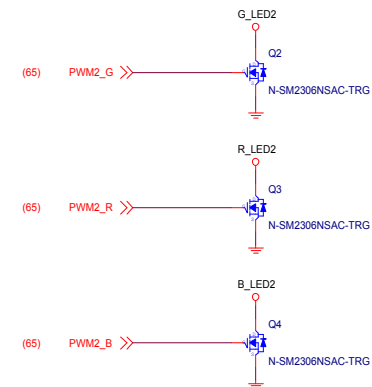 G_LED2
Q2
(65) PWM2_G
N-SM2306NSAC-TRG
R_LED2
Q3
(65) PWM2_R
N-SM2306NSAC-TRG
B_LED2
Q4
(65) PWM2_B
N-SM2306NSAC-TRG